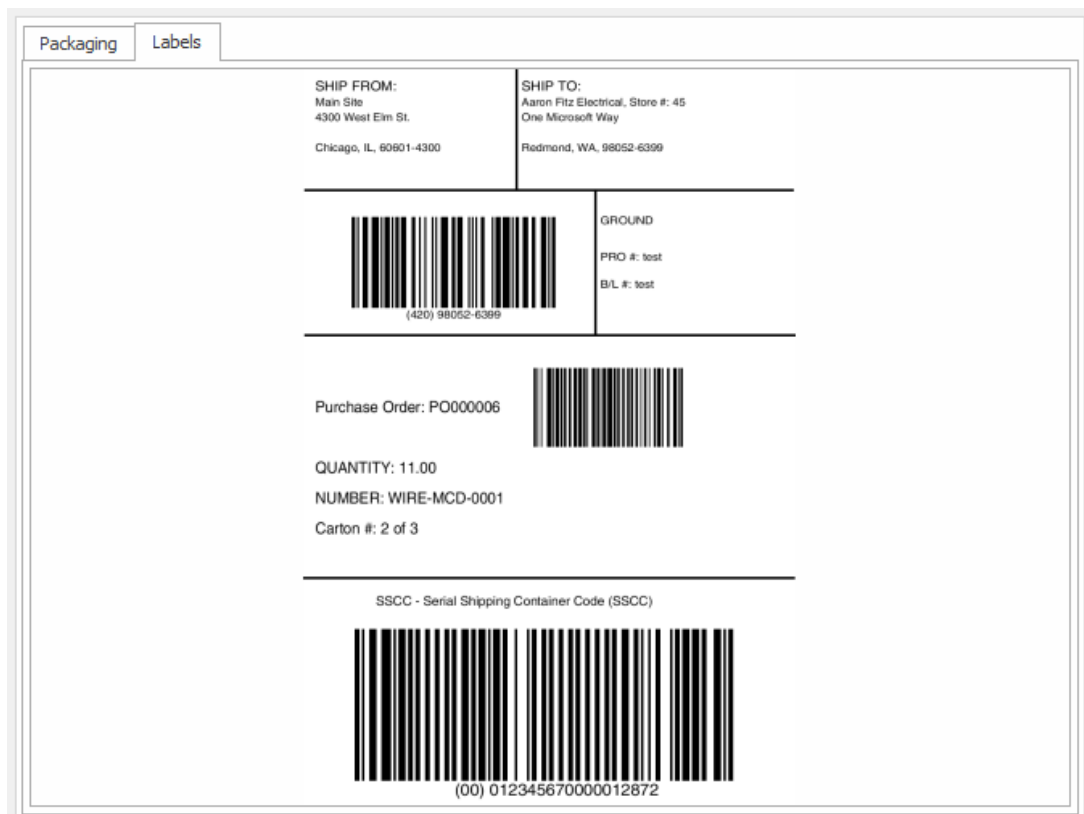 Packaging
Labels
SHIP FROM:
Main Site
4300 West Elm St.
Chicago, IL, 60601-4300
SHIP TO:
Aaron Fitz Electrical, Store #: 45
One Microsoft Way
Redmond, WA, 98052-6399
(420) 98052-6399
GROUND
PRO #: test
B/L #: test
Purchase Order: PO000006
QUANTITY: 11.00
NUMBER: WIRE-MCD-0001
Carton #: 2 of 3
SSCC - Serial Shipping Container Code (SSCC)
(00) 012345670000012872